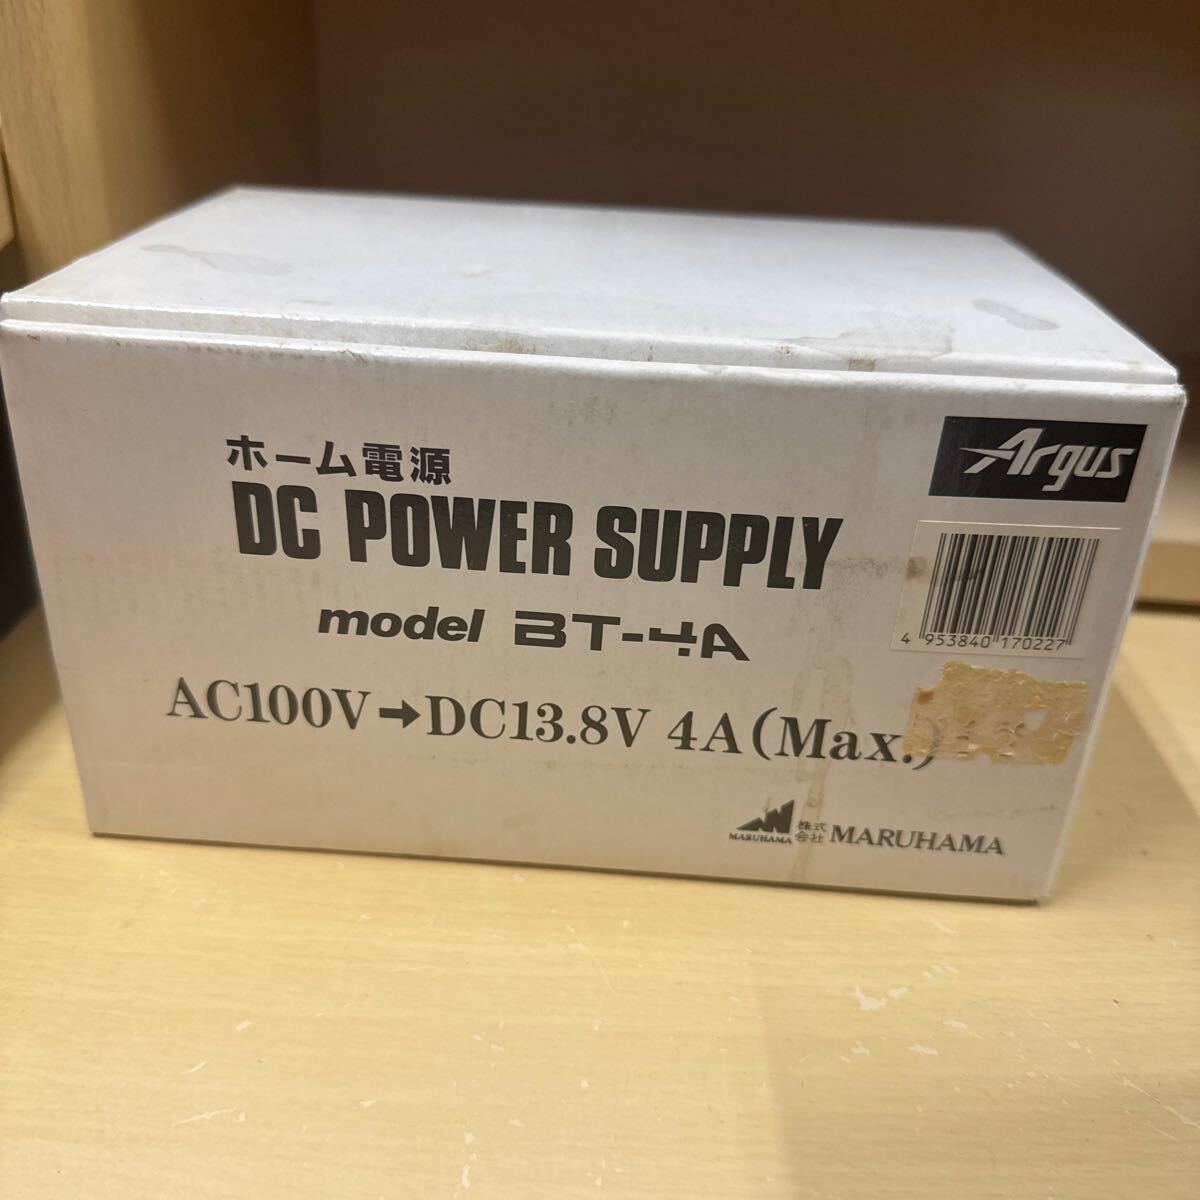 ホーム電源
Argus
DC POWER SUPPLY
model BT-4A
4 953840 170227
AC100V→DC13.8V 4A(Max.)
MARUHAMA 株式会社 MARUHAMA